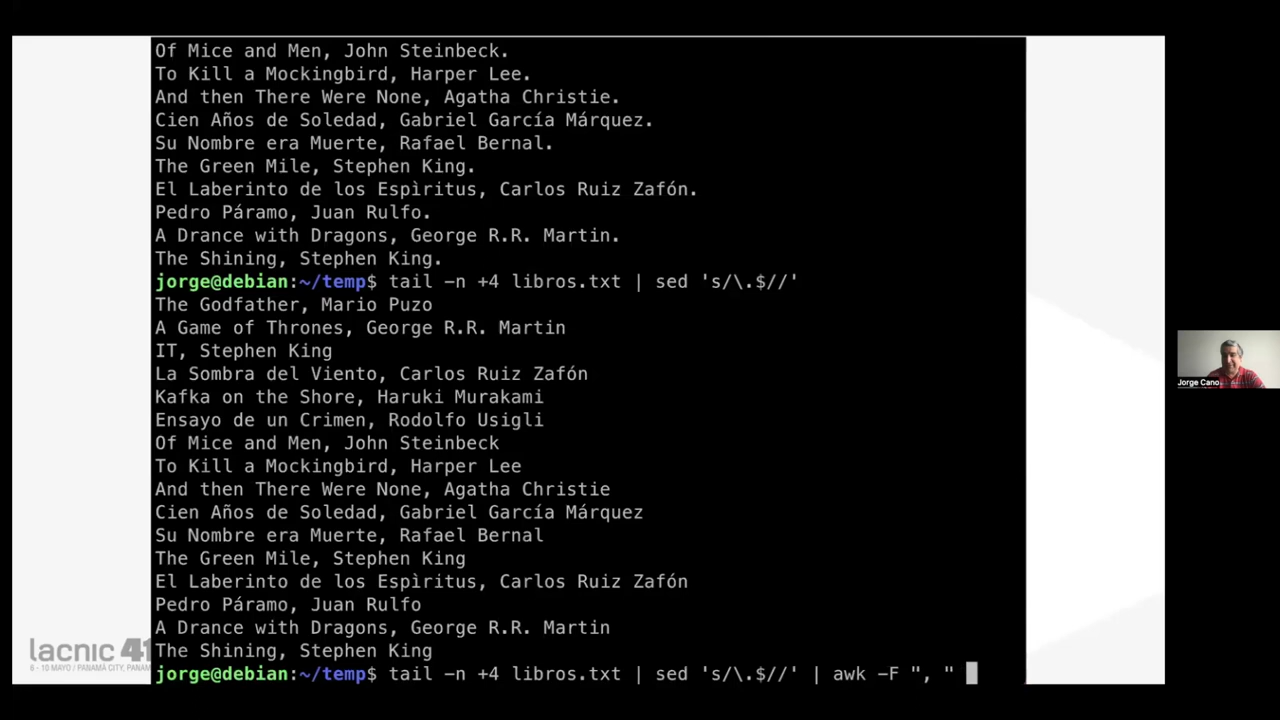 Of Mice and Men, John Steinbeck.
To Kill a Mockingbird, Harper Lee.
And then There Were None, Agatha Christie.
Cien Años de Soledad, Gabriel García Márquez.
Su Nombre era Muerte, Rafael Bernal.
The Green Mile, Stephen King.
El Laberinto de los Espìritus, Carlos Ruiz Zafón.
Pedro Páramo, Juan Rulfo.
A Drance with Dragons, George R.R. Martin.
The Shining, Stephen King.
jorge@debian:~/temp$ tail -n +4 libros.txt | sed 's/\.$//'
The Godfather, Mario Puzo
A Game of Thrones, George R.R. Martin
IT, Stephen King
La Sombra del Viento, Carlos Ruiz Zafón
Kafka on the Shore, Haruki Murakami
Ensayo de un Crimen, Rodolfo Usigli
Of Mice and Men, John Steinbeck
To Kill a Mockingbird, Harper Lee
And then There Were None, Agatha Christie
Cien Años de Soledad, Gabriel García Márquez
Su Nombre era Muerte, Rafael Bernal
The Green Mile, Stephen King
El Laberinto de los Espìritus, Carlos Ruiz Zafón
Pedro Páramo, Juan Rulfo
A Drance with Dragons, George R.R. Martin
The Shining, Stephen King
jorge@debian:~/temp$ tail -n +4 libros.txt | sed 's/\.$//' | awk -F ", "
lacnic 41
6 - 10 MAYO / PANAMÁ CITY, PANAM
Jorge Cano